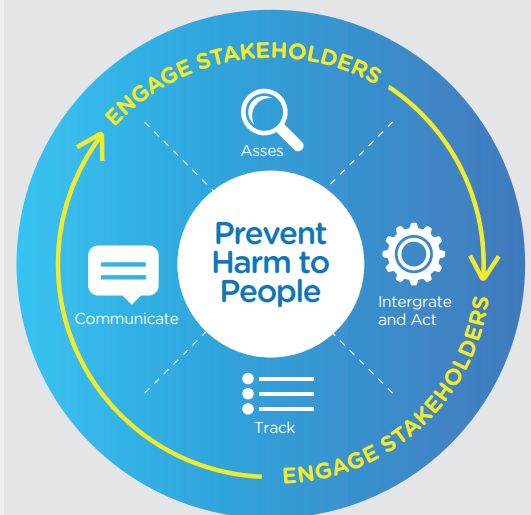 ENGAGE STAKEHOLDERS
Asses
Prevent
Harm to
People
Communicate
Intergrate
and Act
Track
ENGAGE STAKEHOLDERS